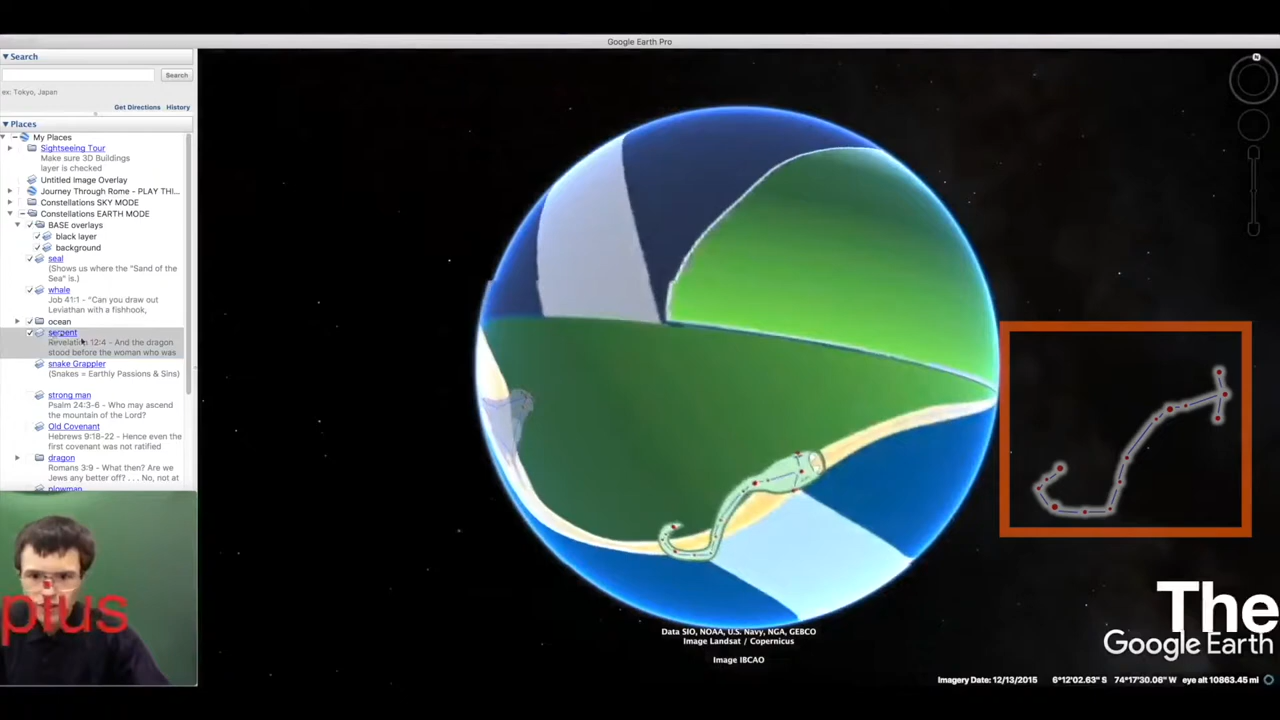 Google Earth Pro
Search
Search
ex: Tokyo, Japan
Get Directions History
Places
My Places
Sightseeing Tour
Make sure 3D Buildings
layer is checked
Untitled Image Overlay
Journey Through Rome - PLAY THI...
Constellations SKY MODE
Constellations EARTH MODE
BASE overlays
black layer
background
seal
(Shows us where the "Sand of the
Sea" is.)
whale
Job 41:1 - "Can you draw out
Leviathan with a fishhook,
ocean
serpent
Revelation 12:4 - And the dragon
stood before the woman who was
snake Grappler
(Snakes = Earthly Passions & Sins)
strong man
Psalm 24:3-6 - Who may ascend
the mountain of the Lord?
Old Covenant
Hebrews 9:18-22 - Hence even the
first covenant was not ratified
dragon
Romans 3:9 - What then? Are we
Jews any better off? . . . No, not at
plowman
pius
N
The
Google Earth
Data SIO, NOAA, U.S. Navy, NGA, GEBCO
Image Landsat / Copernicus
Image IBCAO
Imagery Date: 12/13/2015 6°12'02.63" S 74°17'30.06" W eye alt 10863.45 mi